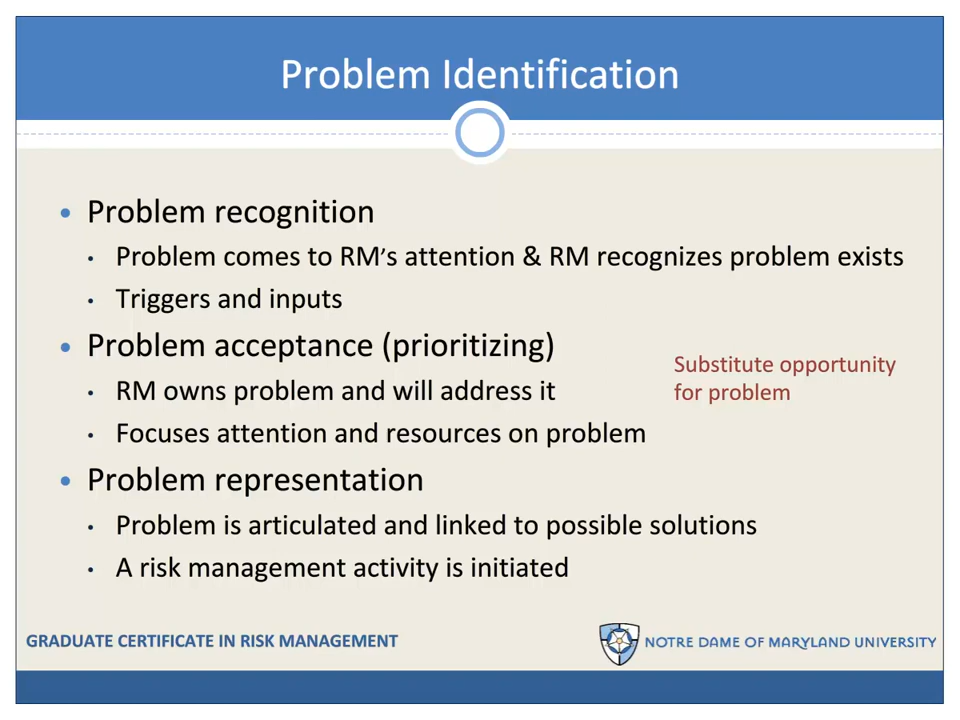 Problem Identification
• Problem recognition
• Problem comes to RM's attention & RM recognizes problem exists
• Triggers and inputs
• Problem acceptance (prioritizing)
• RM owns problem and will address it
• Focuses attention and resources on problem
Substitute opportunity
for problem
• Problem representation
• Problem is articulated and linked to possible solutions
• A risk management activity is initiated
GRADUATE CERTIFICATE IN RISK MANAGEMENT
NOTRE DAME OF MARYLAND UNIVERSITY